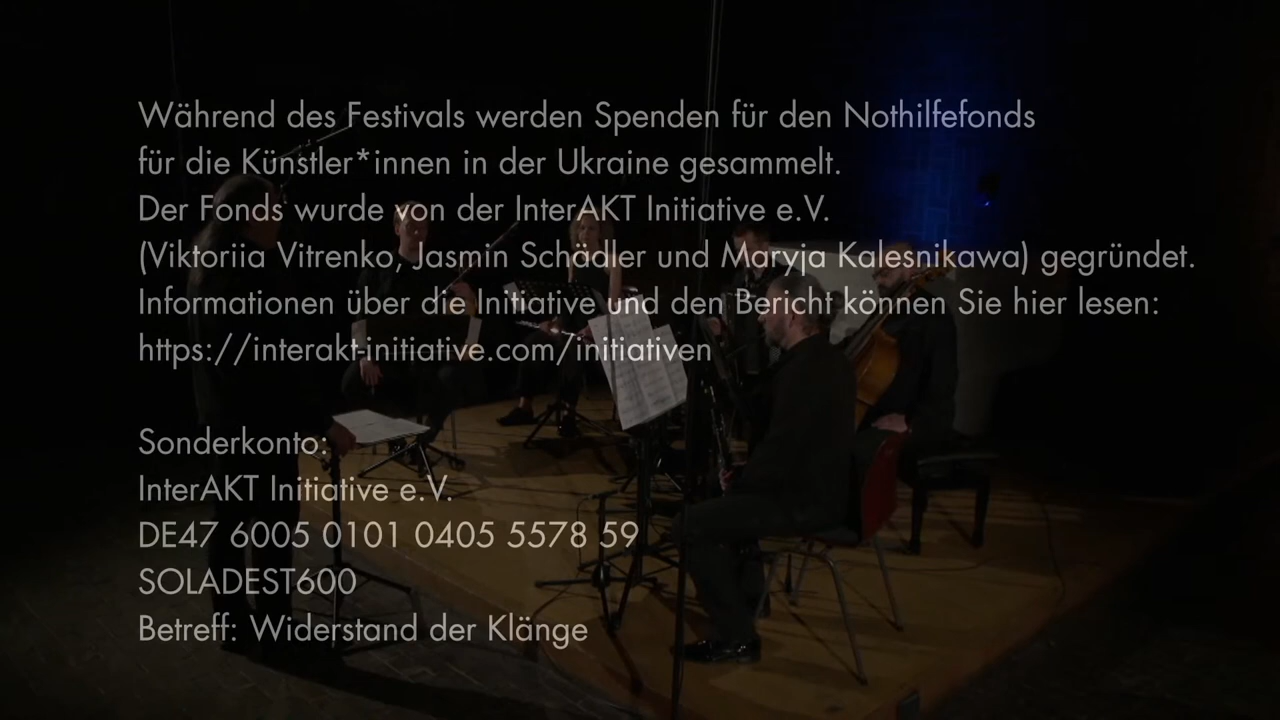 Während des Festivals werden Spenden für den Nothilfefonds
für die Künstler*innen in der Ukraine gesammelt.
Der Fonds wurde von der InterAKT Initiative e.V.
(Viktoriia Vitrenko, Jasmin Schädler und Maryja Kalesnikawa) gegründet.
Informationen über die Initiative und den Bericht können Sie hier lesen:
https://interakt-initiative.com/initiativen
Sonderkonto:
InterAKT Initiative e.V.
DE47 6005 0101 0405 5578 59
SOLADEST600
Betreff: Widerstand der Klänge